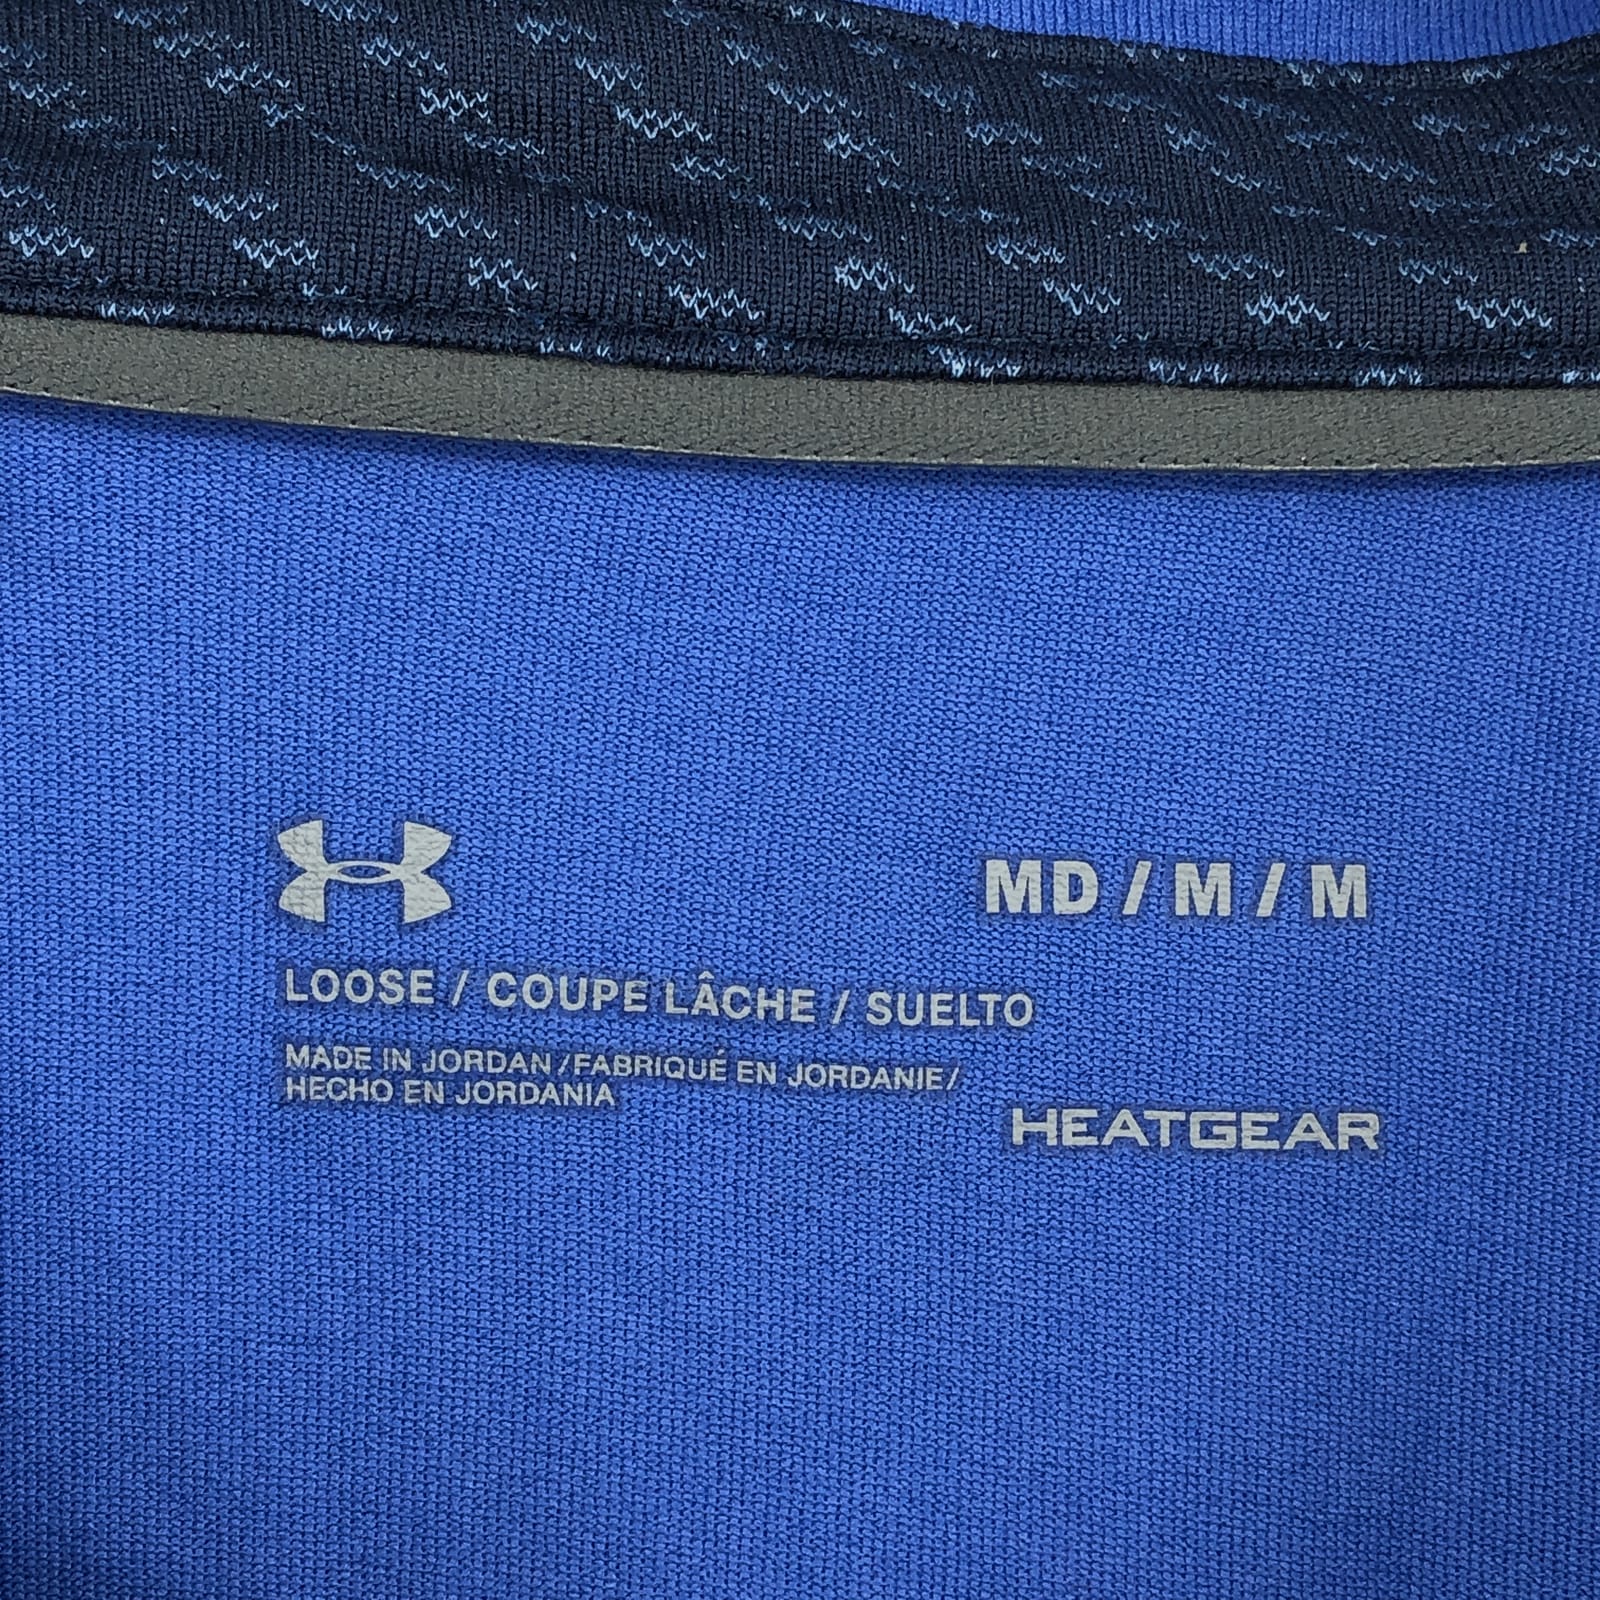 MD / M / M
LOOSE / COUPE LÂCHE / SUELTO
MADE IN JORDAN / FABRIQUÉ EN JORDANIE /
HECHO EN JORDANIA
HEATGEAR